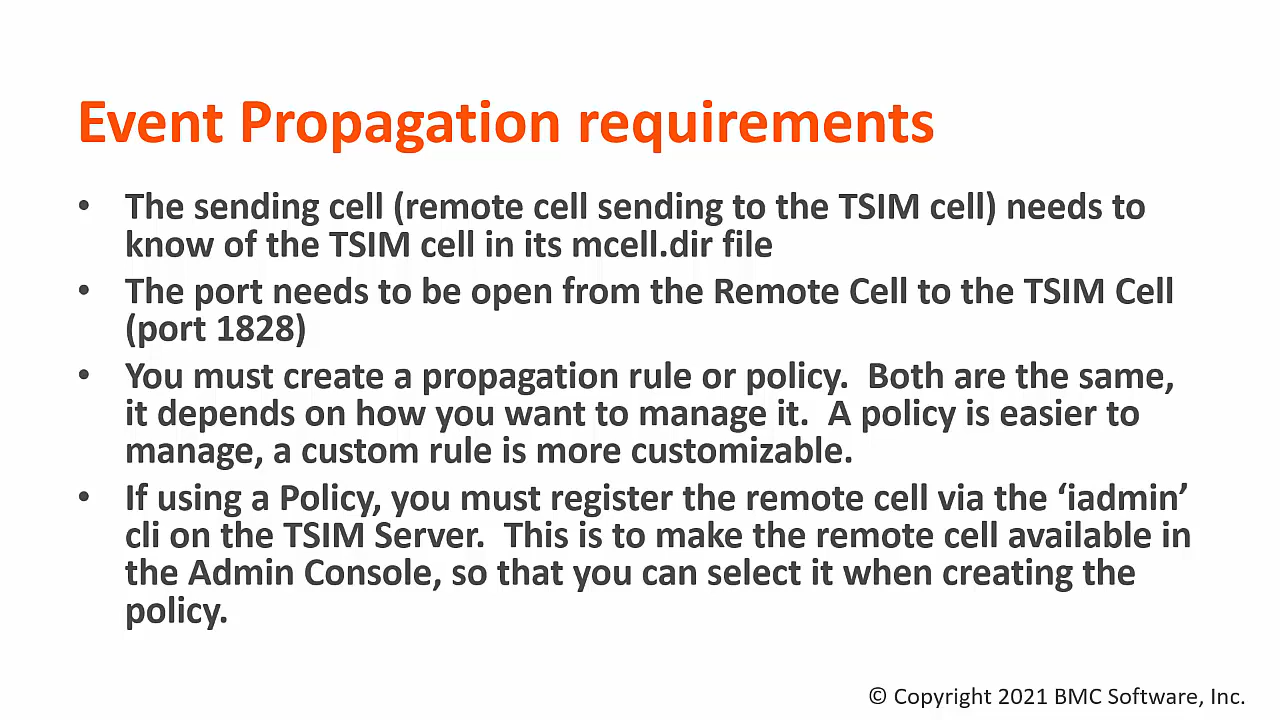 Event Propagation requirements
• The sending cell (remote cell sending to the TSIM cell) needs to
know of the TSIM cell in its mcell.dir file
• The port needs to be open from the Remote Cell to the TSIM Cell
(port 1828)
• You must create a propagation rule or policy.  Both are the same,
it depends on how you want to manage it.  A policy is easier to
manage, a custom rule is more customizable.
• If using a Policy, you must register the remote cell via the ‘iadmin’
cli on the TSIM Server.  This is to make the remote cell available in
the Admin Console, so that you can select it when creating the
policy.
© Copyright 2021 BMC Software, Inc.